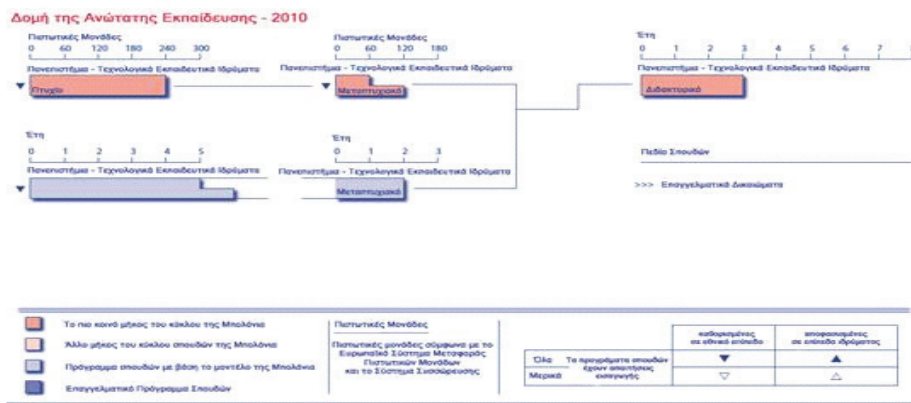 Δομή της Ανώτατης Εκπαίδευσης - 2010
Πιστωτικές Μονάδες
0 60 120 180 240 300
Πανεπιστήμια - Τεχνολογικά Εκπαιδευτικά Ιδρύματα
Πτυχίο
Πιστωτικές Μονάδες
0 60 120 180
Πανεπιστήμια - Τεχνολογικά Εκπαιδευτικά Ιδρύματα
Μεταπτυχιακό
Έτη
0 1 2 3 4 5 6 7
Πανεπιστήμια - Τεχνολογικά Εκπαιδευτικά Ιδρύματα
Διδακτορικό
Έτη
0 1 2 3 4 5
Πανεπιστήμια - Τεχνολογικά Εκπαιδευτικά Ιδρύματα
Έτη
0 1 2 3
Πανεπιστήμια - Τεχνολογικά Εκπαιδευτικά Ιδρύματα
Μεταπτυχιακό
Πεδίο Σπουδών
>>> Επαγγελματικά Δικαιώματα
Το πιο κοινό μήκος του κύκλου της Μπολόνια
Άλλο μήκος του κύκλου σπουδών της Μπολόνια
Πρόγραμμα σπουδών με βάση το μοντέλο της Μπολόνια
Επαγγελματικό Πρόγραμμα Σπουδών
Πιστωτικές Μονάδες
Πιστωτικές μονάδες σύμφωνα με το
Ευρωπαϊκό Σύστημα Μεταφοράς
Πιστωτικών Μονάδων
και το Σύστημα Συσσώρευσης
καθορισμένος
σε εθνικό επίπεδο
αποφασισμένος
σε επίπεδο ιδρύματος
Όλα
Μερικά
Τα προγράμματα σπουδών
έχουν απαιτήσεις
εισαγωγής